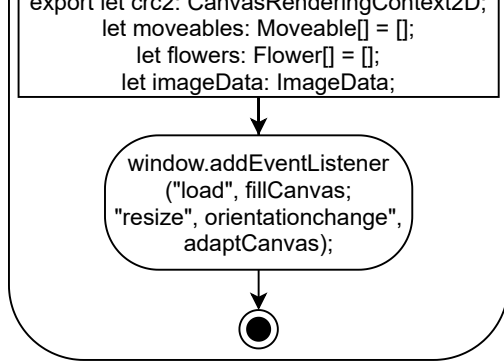 export let crc2: CanvasRenderingContext2D;
let moveables: Moveable[] = [];
let flowers: Flower[] = [];
let imageData: ImageData;
window.addEventListener
("load", fillCanvas;
"resize", orientationchange",
adaptCanvas);